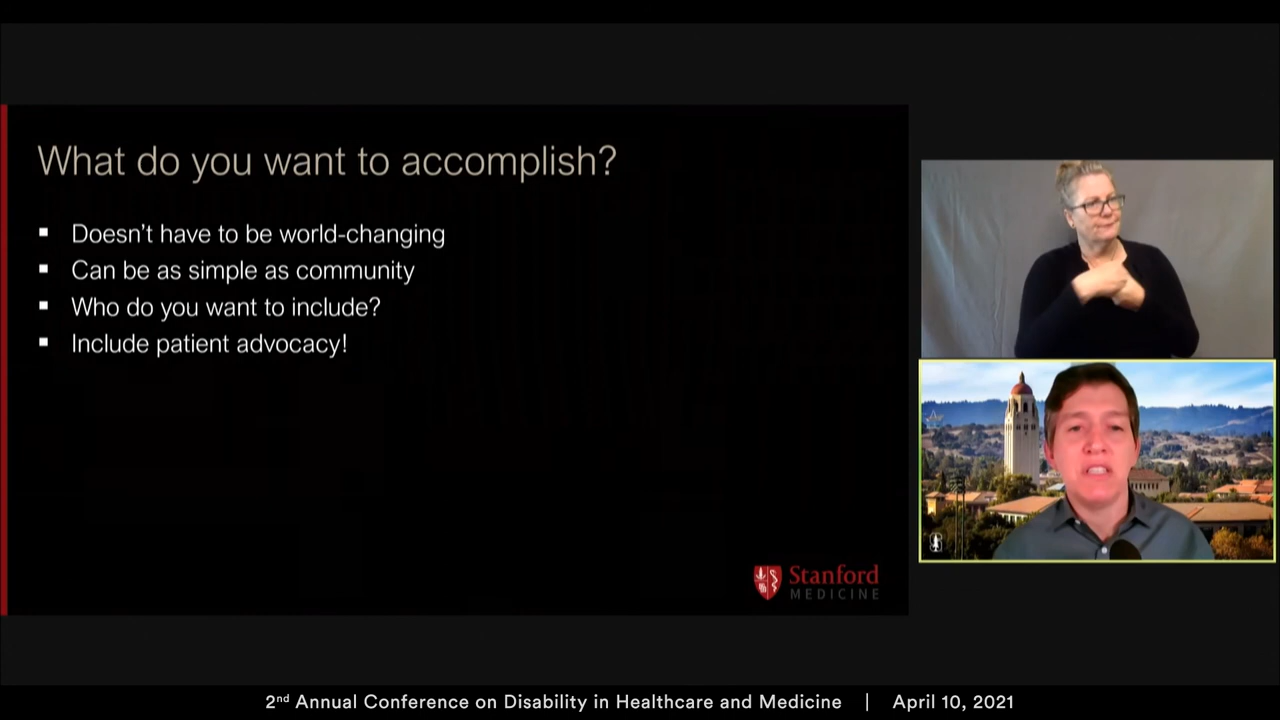 What do you want to accomplish?
▪ Doesn't have to be world-changing
▪ Can be as simple as community
▪ Who do you want to include?
▪ Include patient advocacy!
Stanford
MEDICINE
2nd Annual Conference on Disability in Healthcare and Medicine | April 10, 2021